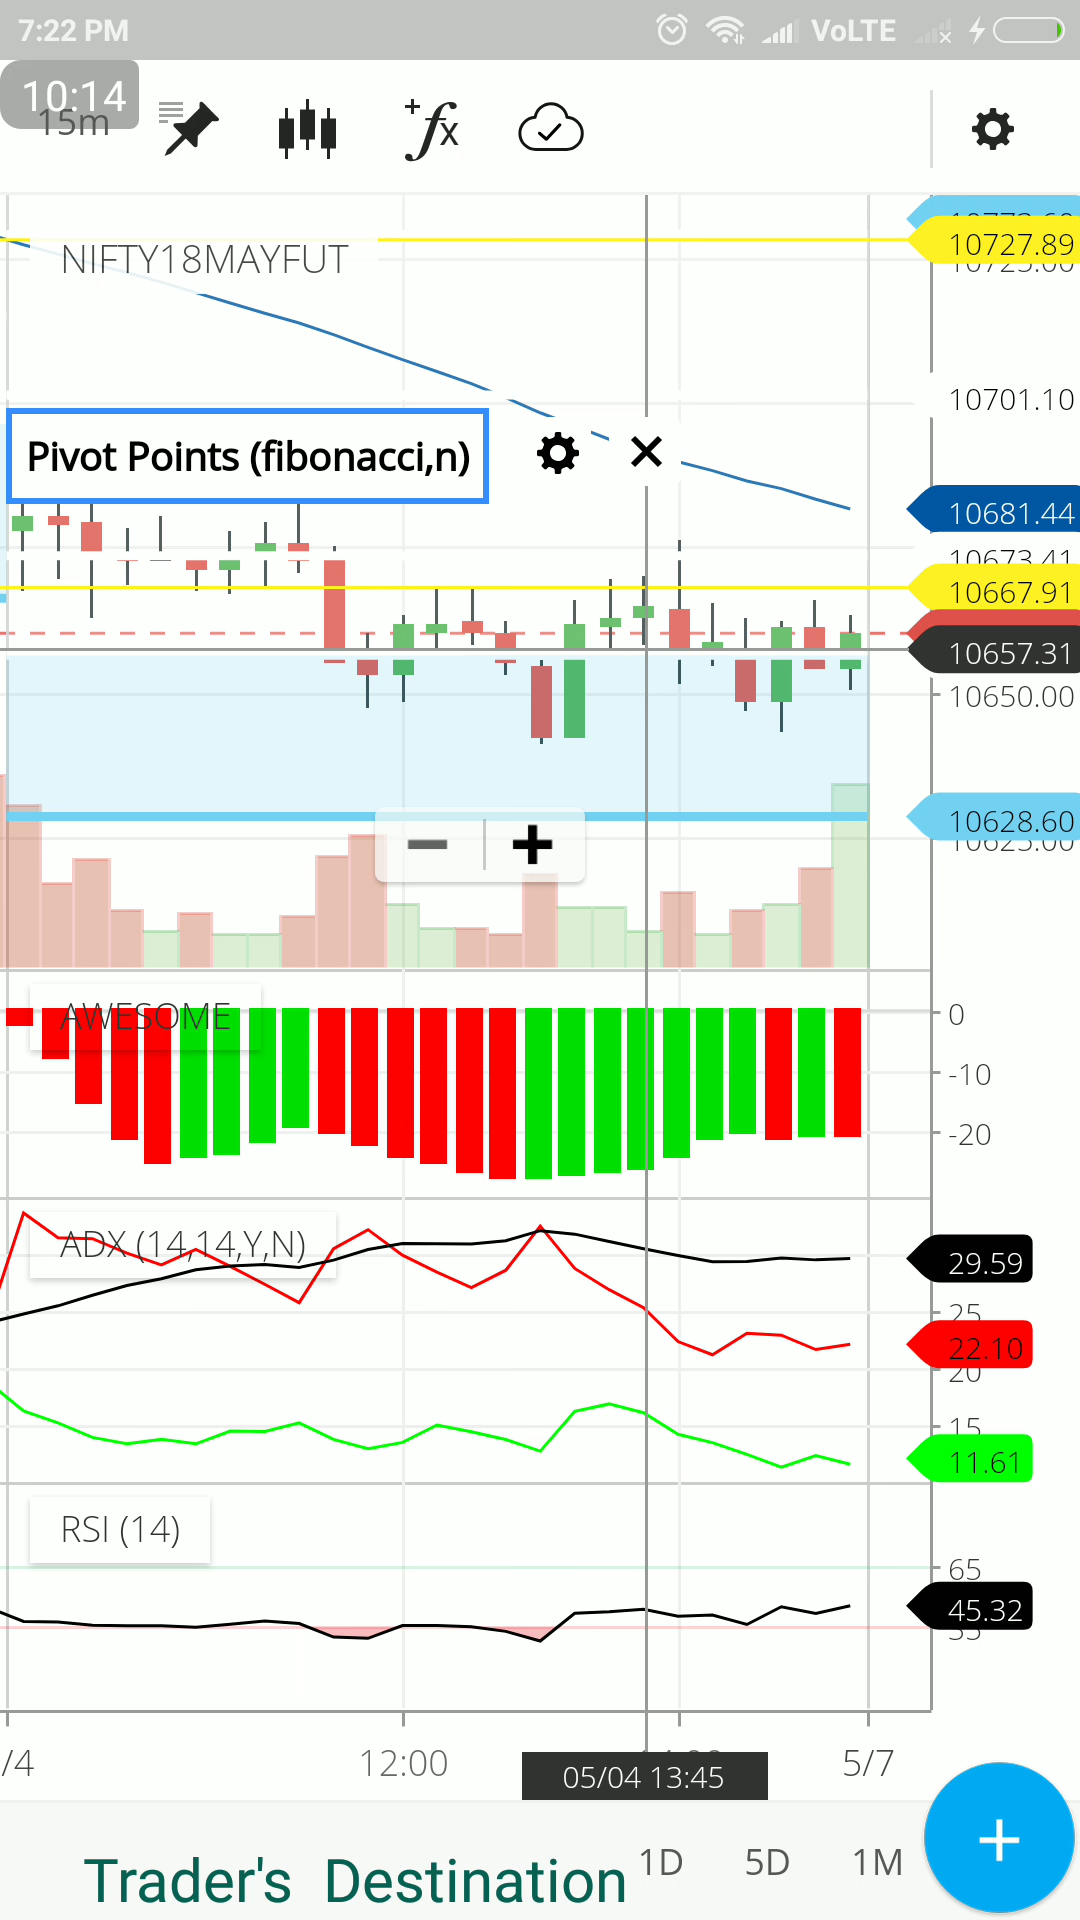 7:22 PM VoLTE
10:14
15m
10727.89
NIFTY18MAYFUT
10701.10
Pivot Points (fibonacci,n)
10681.44
10673.41
10667.91
10657.31
10650.00
10628.60
AWESOME
0
-10
-20
ADX (14,14,Y,N)
29.59
25
22.10
20
15
11.61
RSI (14)
65
45.32
/4 12:00 5/7
05/04 13:45
Trader's Destination 1D 5D 1M